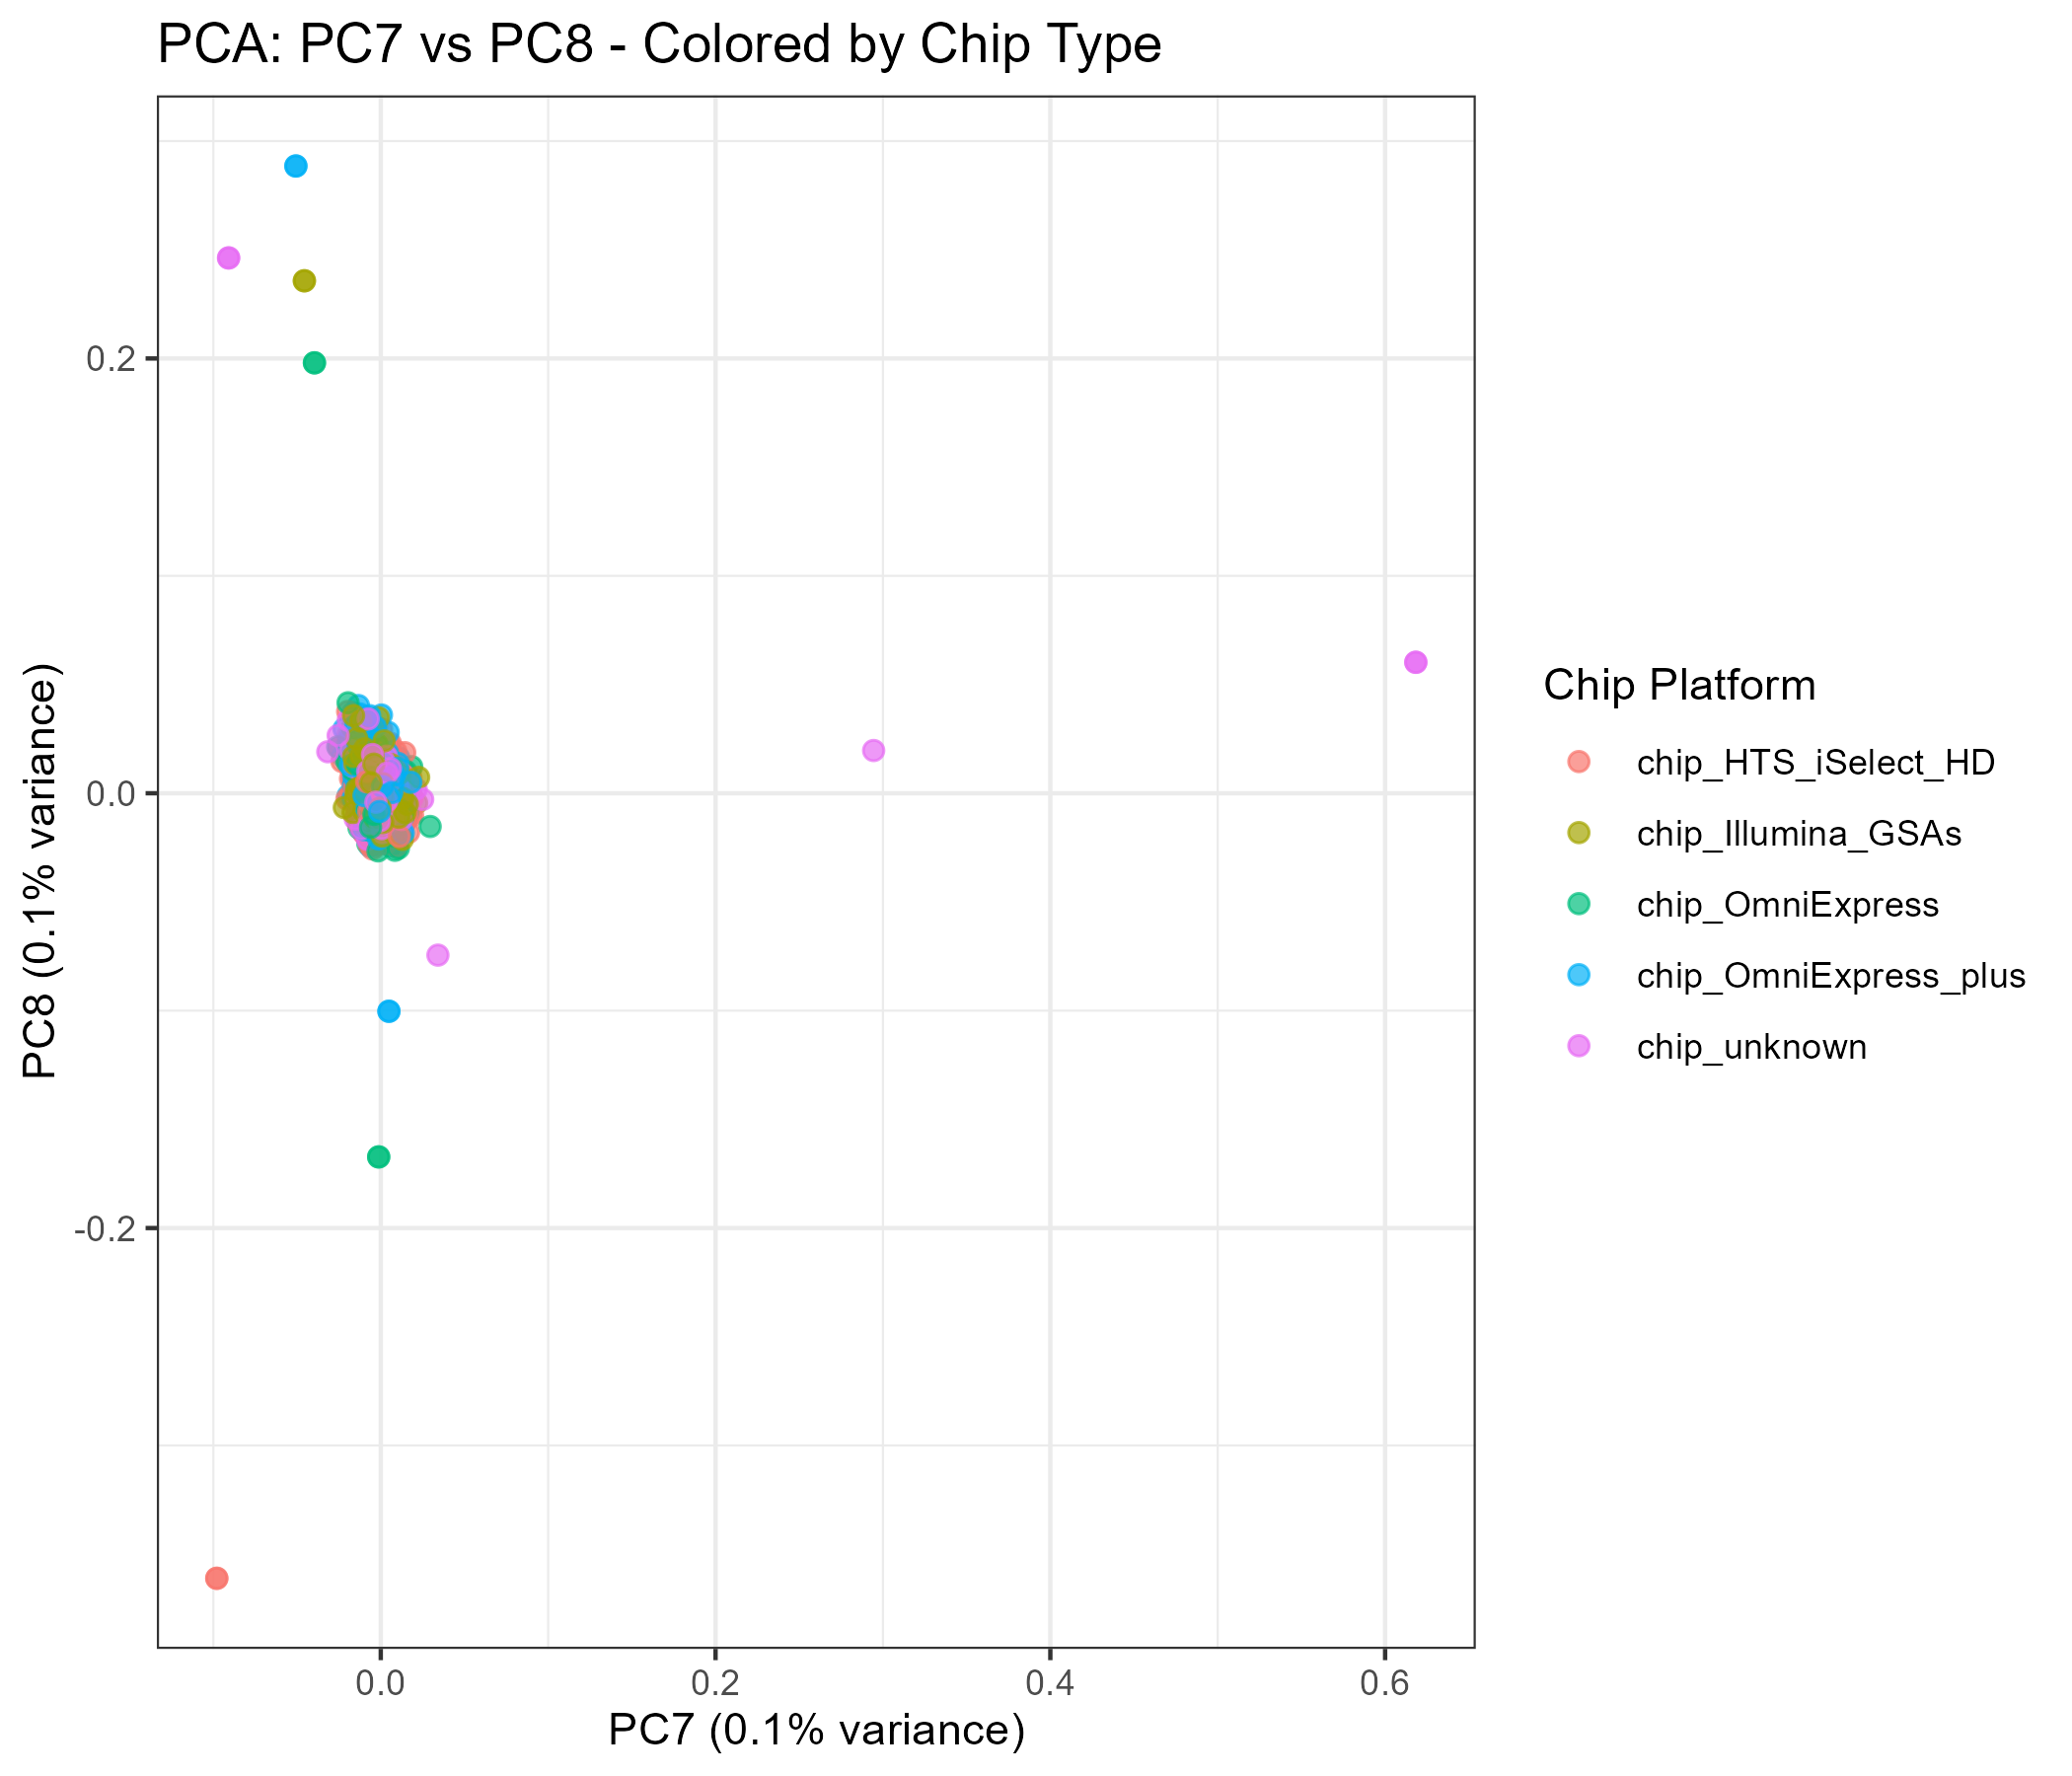 PCA: PC7 vs PC8 - Colored by Chip Type
PC8 (0.1% variance)
0.2
0.0
-0.2
0.0
0.2
0.4
0.6
PC7 (0.1% variance)
Chip Platform
chip_HTS_iSelect_HD
chip_Illumina_GSAs
chip_OmniExpress
chip_OmniExpress_plus
chip_unknown